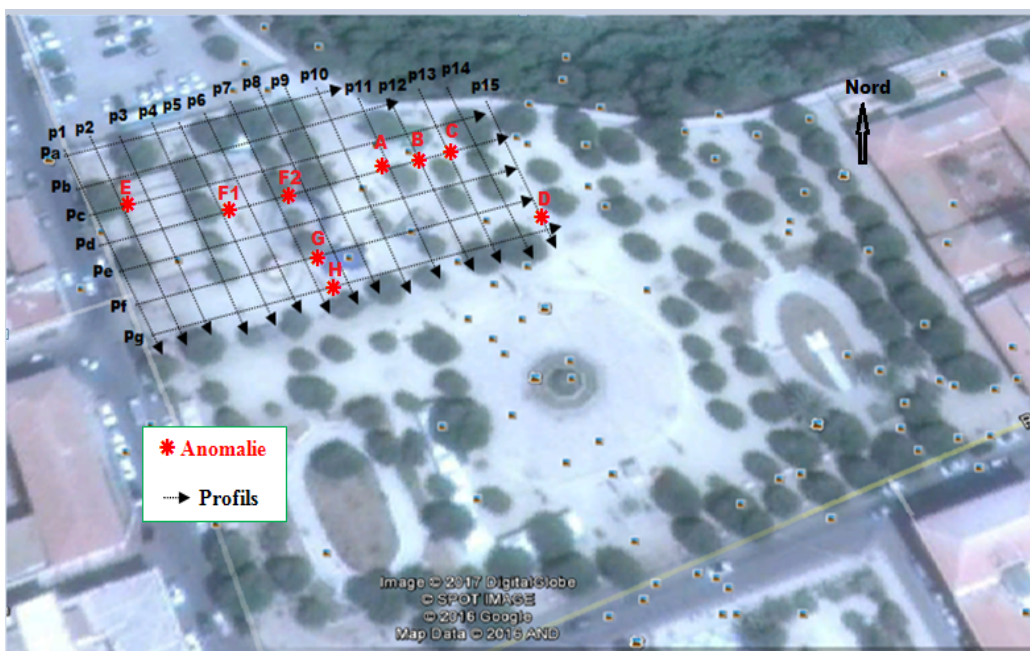 p1 p2 p3 p4 p5 p6 p7 p8 p9 p10 p11 p12 p13 p14 p15
Nord
Pa
Pb
Pc
Pd
Pe
Pf
Pg
A B C
E F1 F2 D
G
H
Anomalie
Profils
Image © 2017 DigitalGlobe
© SPOT IMAGE
© 2016 Google
Map Data © 2016 AND